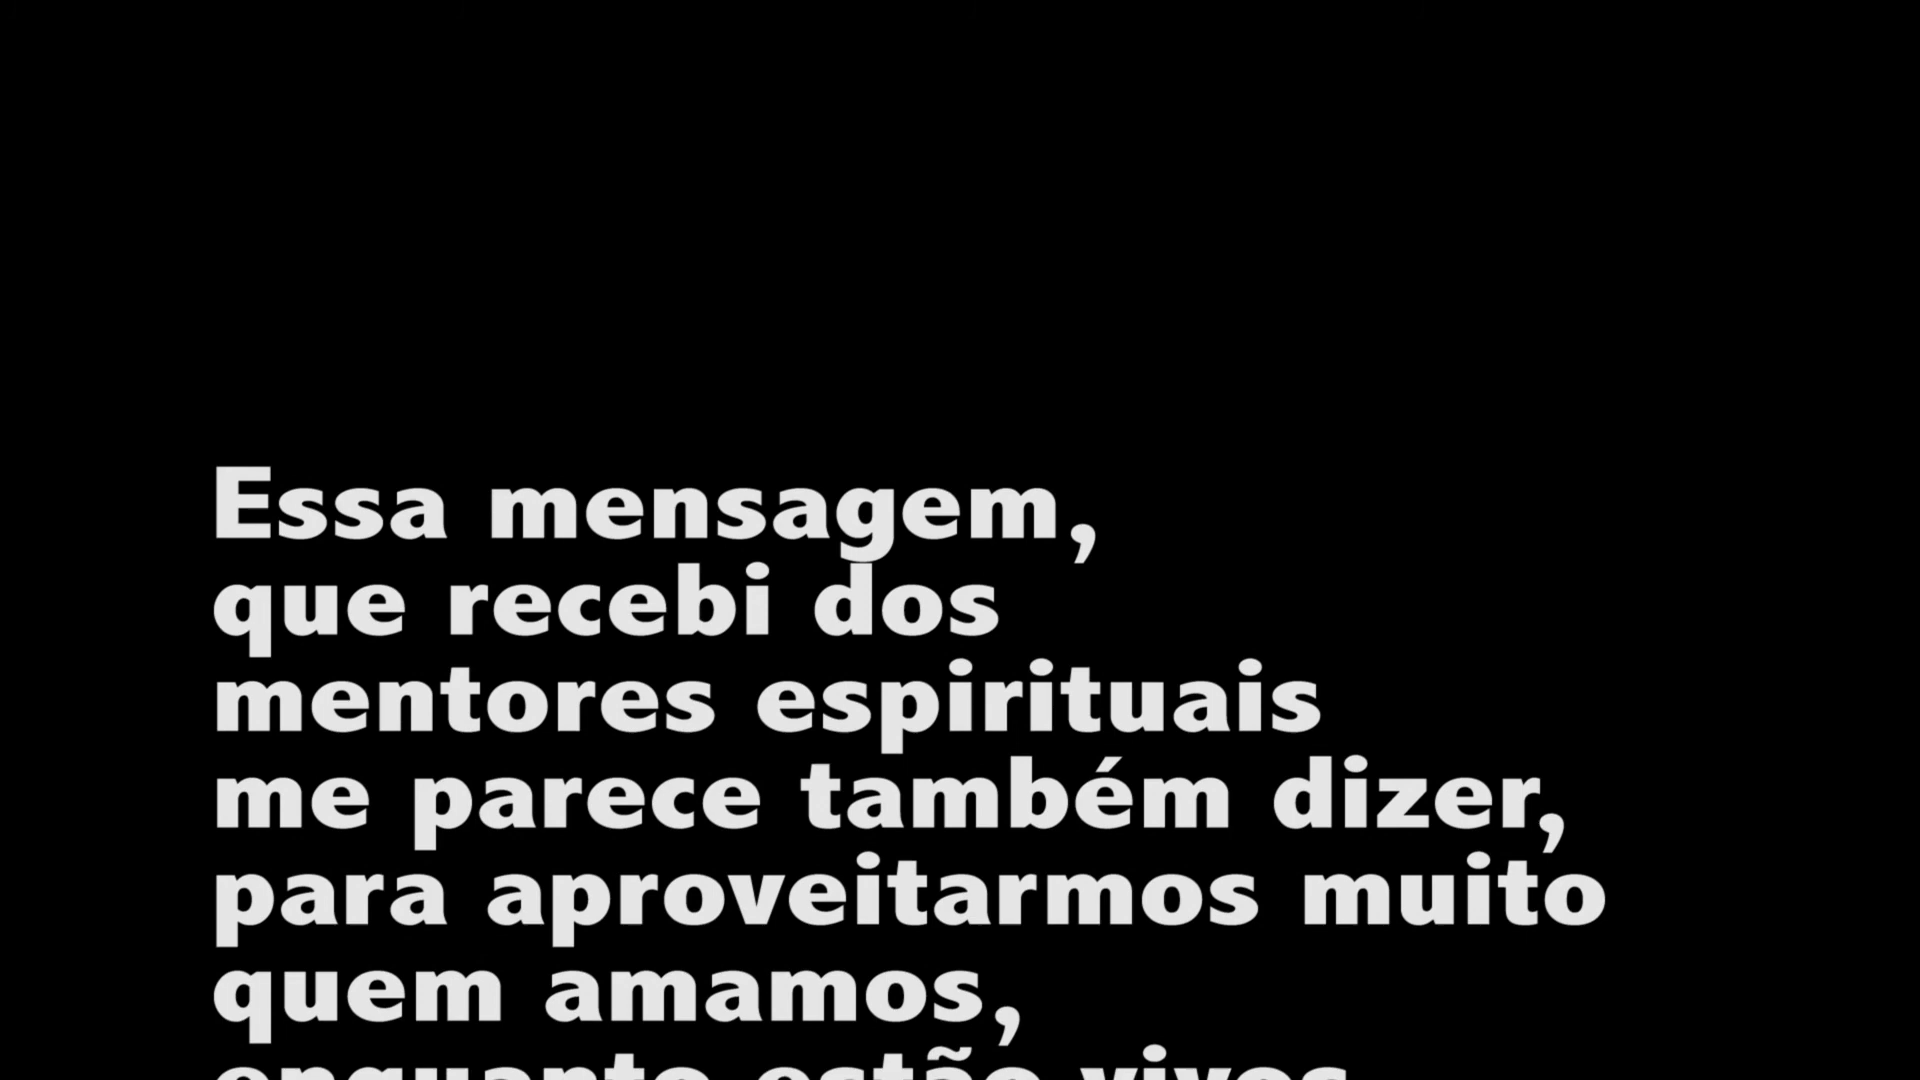 Essa mensagem,
que recebi dos
mentores espirituais
me parece também dizer,
para aproveitarmos muito
quem amamos,
enquanto estão vivos